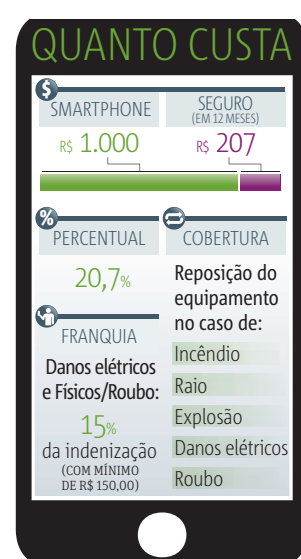 QUANTO CUSTA
$
SMARTPHONE
R$ 1.000
SEGURO
(EM 12 MESES)
R$ 207
%
PERCENTUAL
20,7%
FRANQUIA
Danos elétricos
e Físicos/Roubo:
15%
da indenização
(COM MÍNIMO
DE R$ 150,00)
COBERTURA
Reposição do
equipamento
no caso de:
Incêndio
Raio
Explosão
Danos elétricos
Roubo